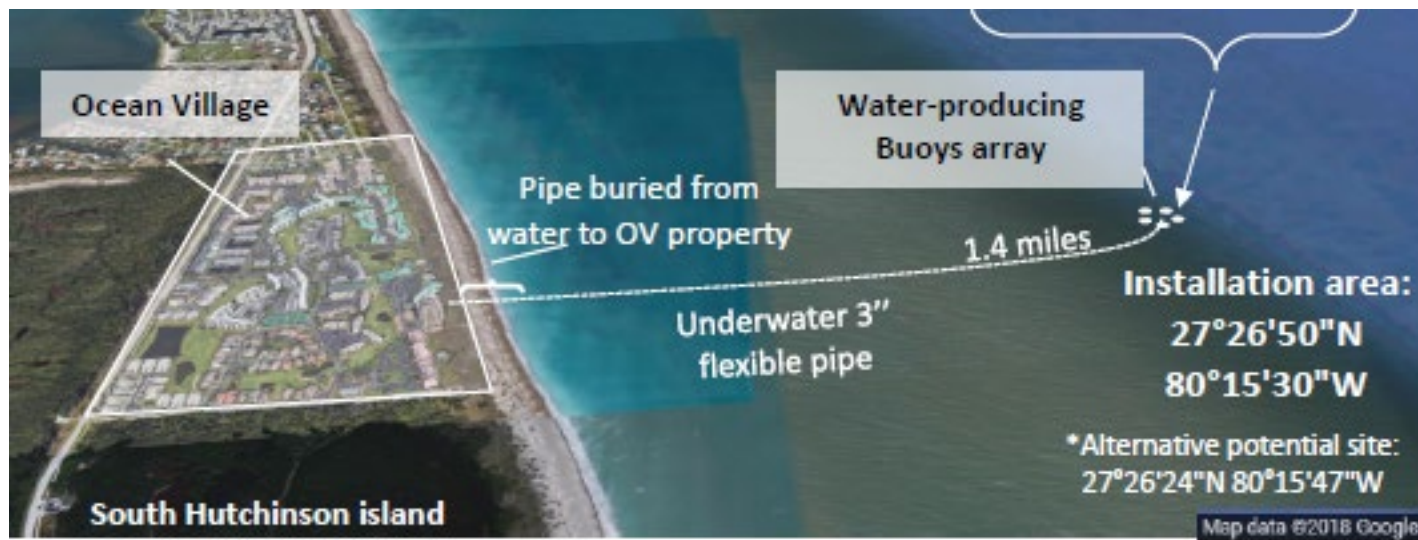 Ocean Village
Water-producing
Buoys array
Pipe buried from
water to OV property
1.4 miles
Underwater 3”
flexible pipe
Installation area:
27°26'50"N
80°15'30"W
*Alternative potential site:
27°26'24"N 80°15'47"W
South Hutchinson island
Map data ©2018 Google